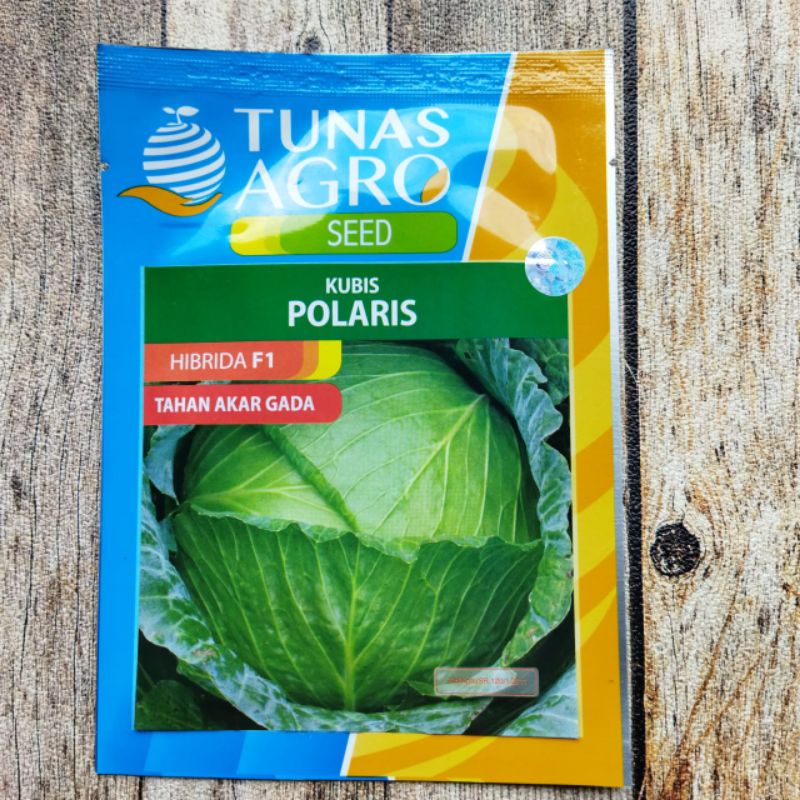 TUNAS
AGRO
SEED
KUBIS
POLARIS
HIBRIDA F1
TAHAN AKAR GADA